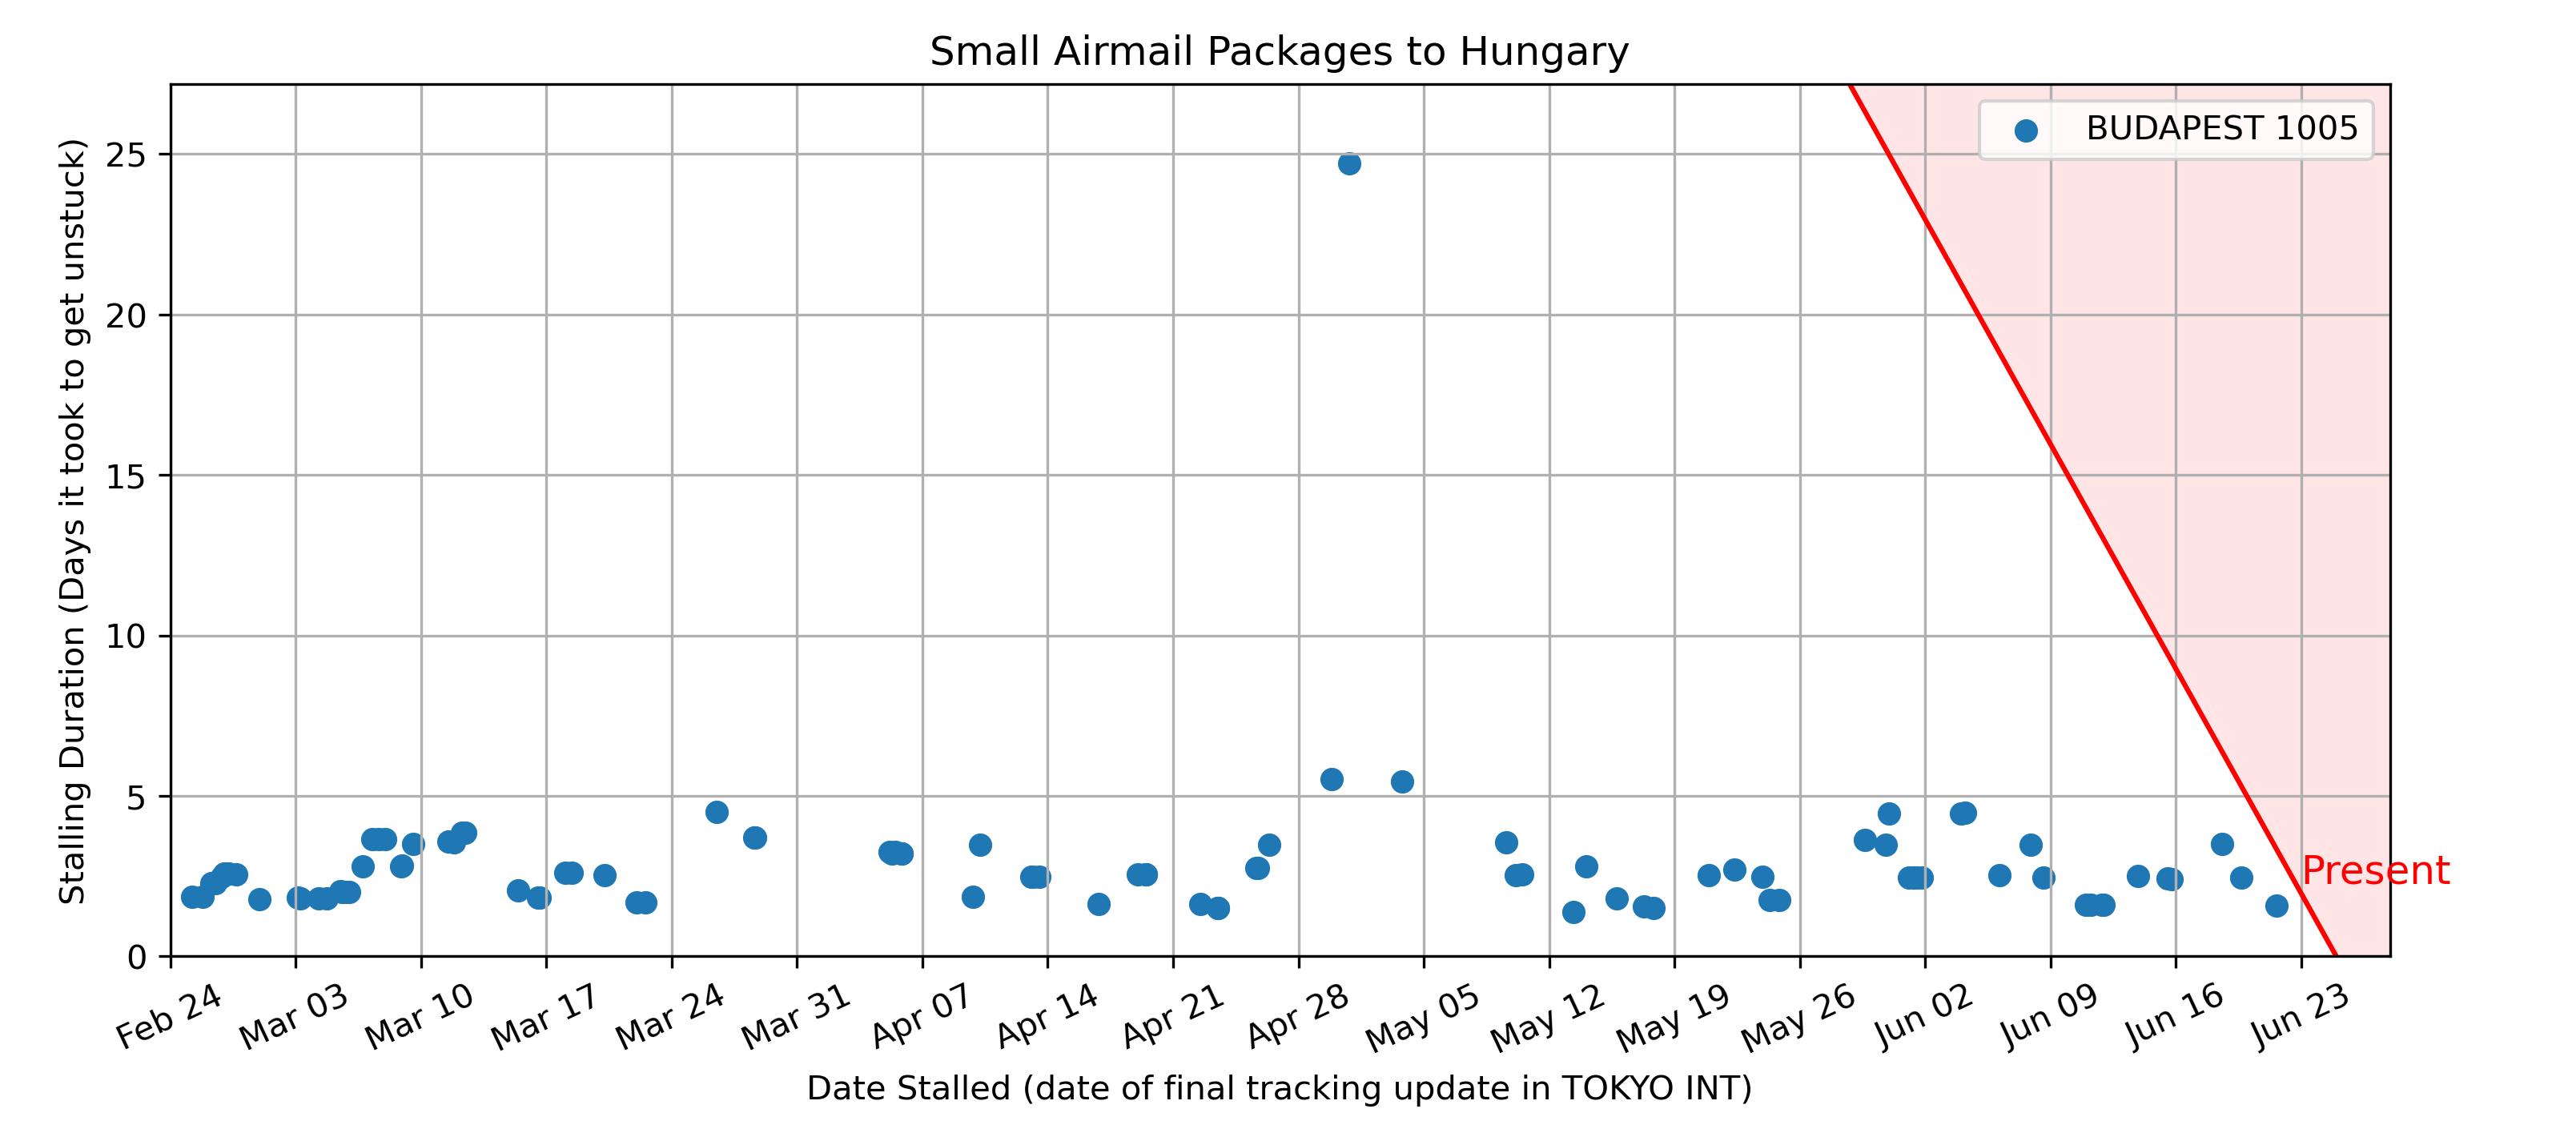 Small Airmail Packages to Hungary
BUDAPEST 1005
Stalling Duration (Days it took to get unstuck)
25
20
15
10
5
0
Present
Feb 24 Mar 03 Mar 10 Mar 17 Mar 24 Mar 31 Apr 07 Apr 14 Apr 21 Apr 28 May 05 May 12 May 19 May 26 Jun 02 Jun 09 Jun 16 Jun 23
Date Stalled (date of final tracking update in TOKYO INT)